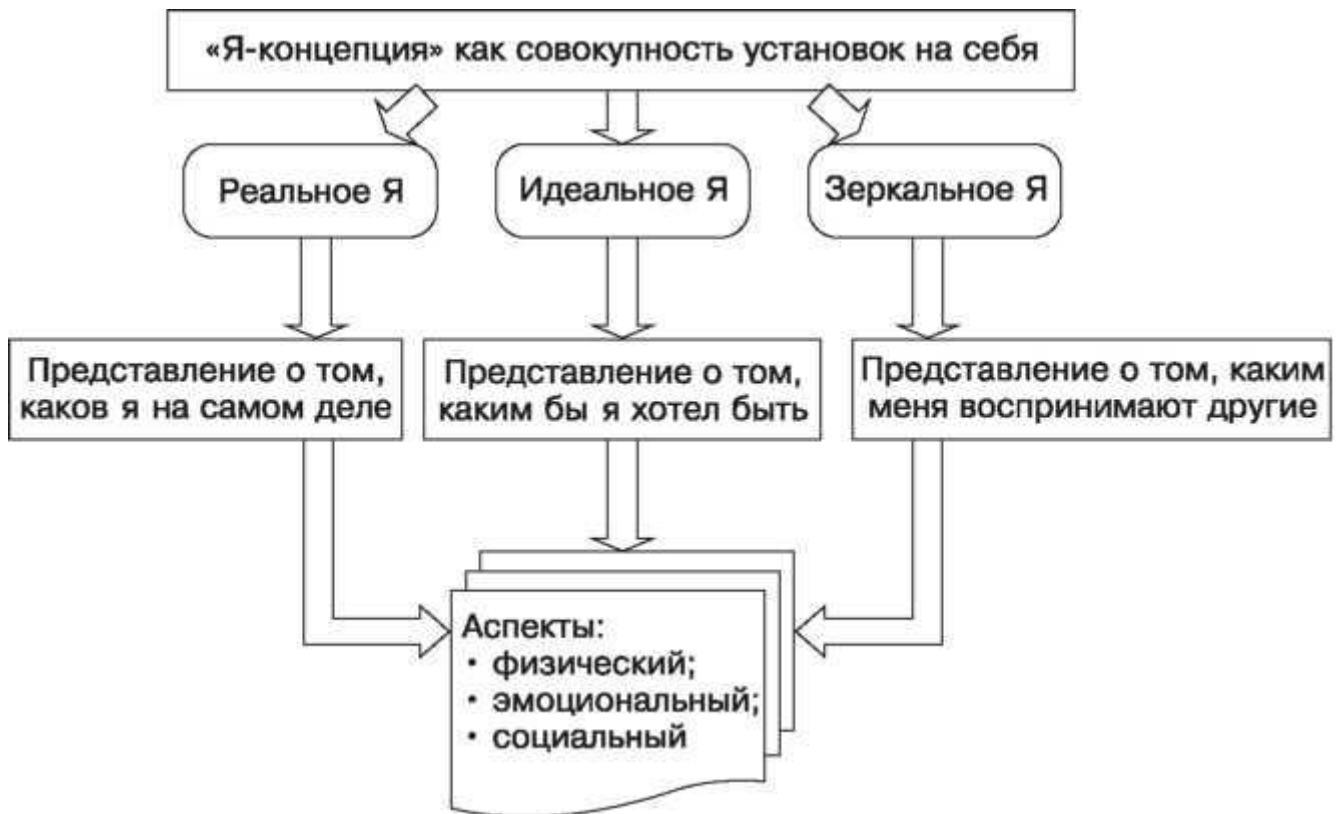 «Я-концепция» как совокупность установок на себя
Реальное Я
Идеальное Я
Зеркальное Я
Представление о том,
каков я на самом деле
Представление о том,
каким бы я хотел быть
Представление о том, каким
меня воспринимают другие
Аспекты:
• физический;
• эмоциональный;
• социальный